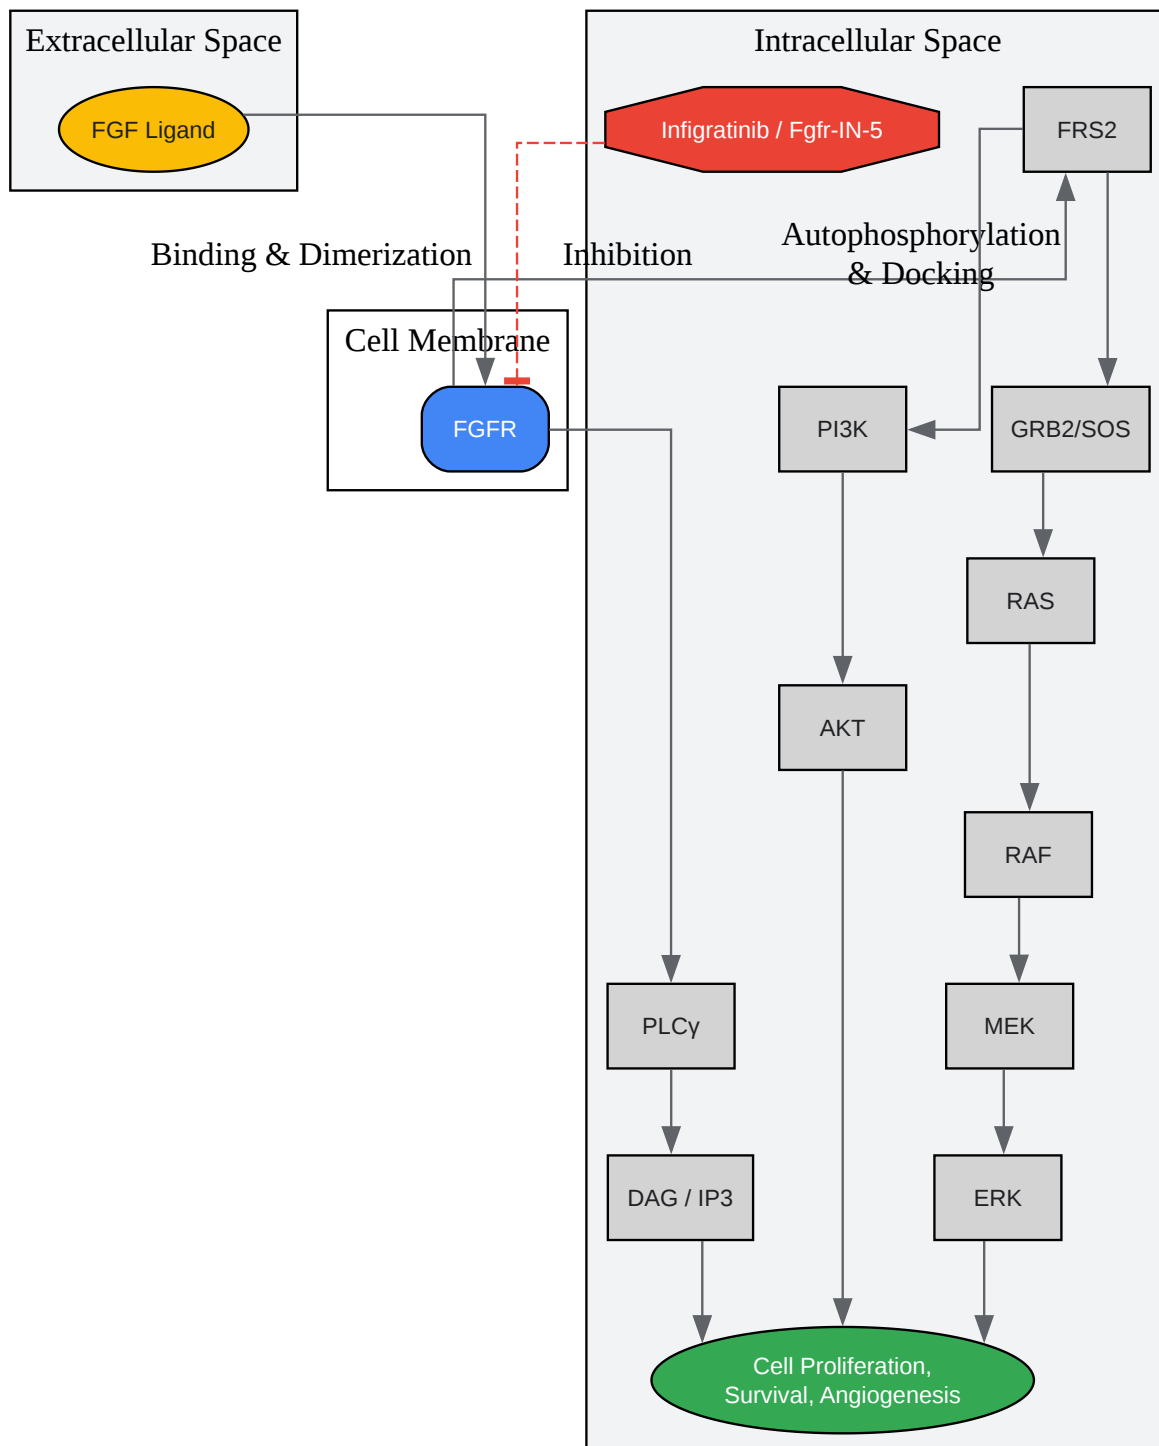 Extracellular Space
Intracellular Space
FGF Ligand
Infigratinib / Fgfr-IN-5
FRS2
Binding & Dimerization
Inhibition
Autophosphorylation
& Docking
Cell Membrane
FGFR
PI3K
GRB2/SOS
RAS
AKT
RAF
PLCγ
MEK
DAG / IP3
ERK
Cell Proliferation,
Survival, Angiogenesis